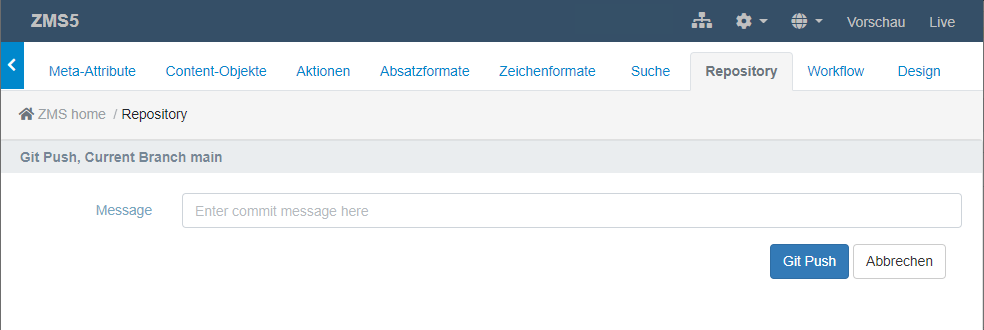 ZMS5
Vorschau Live
Meta-Attribute Content-Objekte Aktionen Absatzformate Zeichenformate Suche Repository Workflow Design
ZMS home / Repository
Git Push, Current Branch main
Message Enter commit message here
Git Push Abbrechen